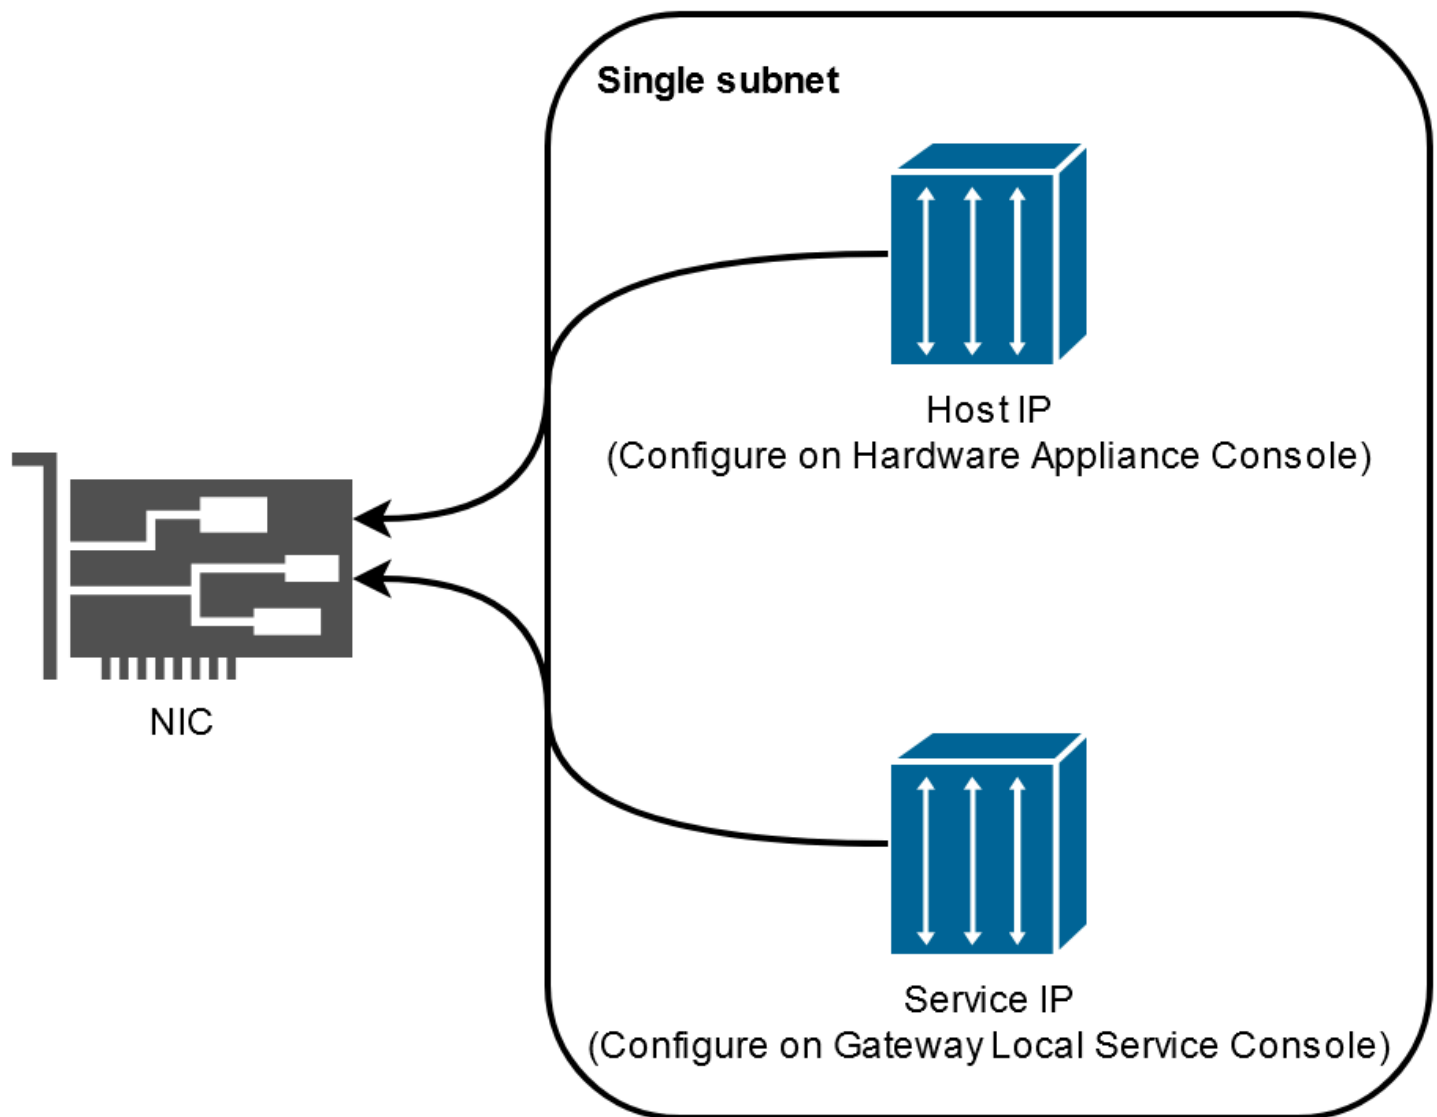 Single subnet
Host IP
(Configure on Hardware Appliance Console)
NIC
Service IP
(Configure on Gateway Local Service Console)